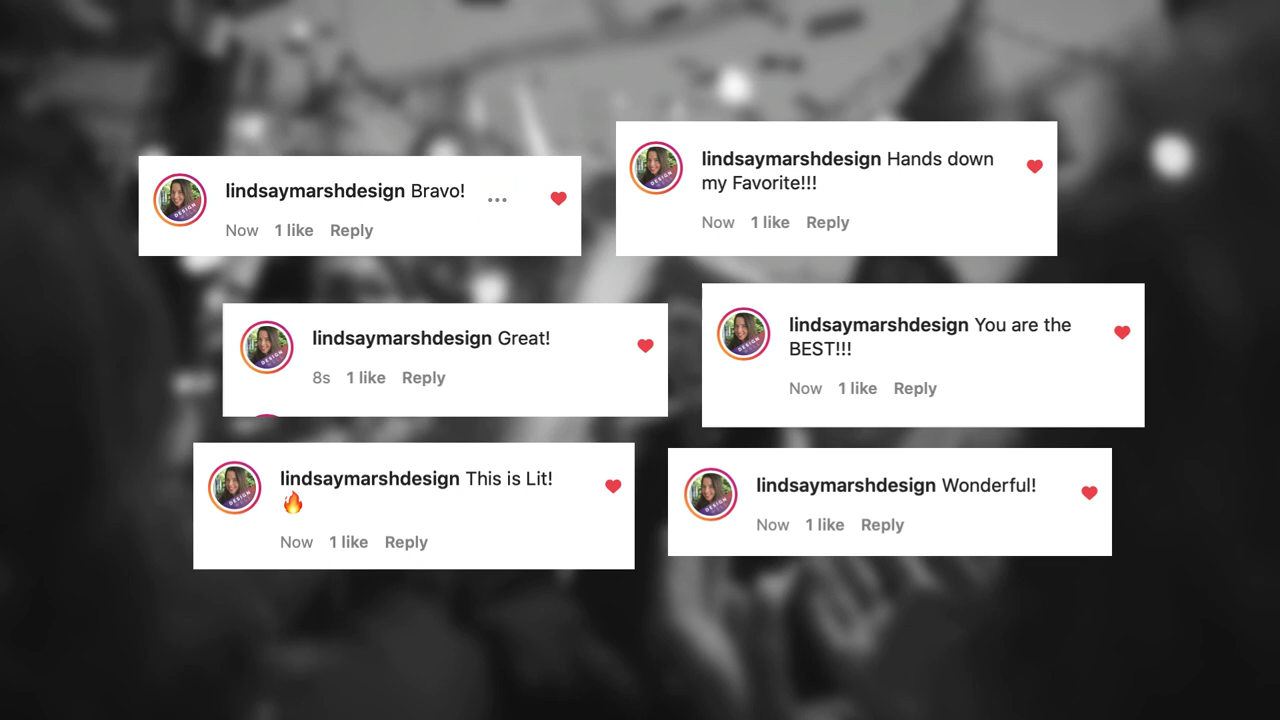 lindsaymarshdesign Bravo! ...
Now 1 like Reply
lindsaymarshdesign Hands down
my Favorite!!!
Now 1 like Reply
lindsaymarshdesign Great!
8s 1 like Reply
lindsaymarshdesign You are the
BEST!!!
Now 1 like Reply
lindsaymarshdesign This is Lit!
🔥
Now 1 like Reply
lindsaymarshdesign Wonderful!
Now 1 like Reply